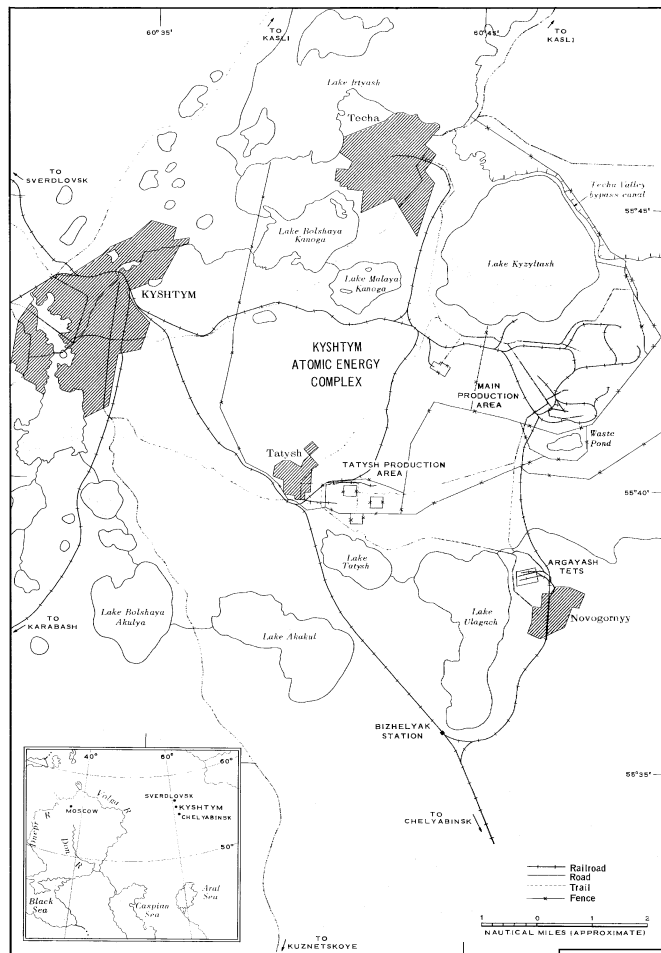 60°35'
TO
KASLI
60°45'
TO
KASLI
Lake Irtyash
Techa
TO
SVERDLOVSK
Techa Valley
bypass canal
55°45'
Lake Bolshaya
Kanoga
Lake Kyzyltash
Lake Malaya
Kanoga
KYSHTYM
KYSHTYM
ATOMIC ENERGY
COMPLEX
MAIN
PRODUCTION
AREA
Waste
Pond
Tatysh
TATYSH PRODUCTION
AREA
55°40'
Lake
Tatysh
ARGAYASH
TETS
Lake Bolshaya
Akulya
TO
KARABASH
Lake Akakul
Lake
Ulagach
Novogornyy
BIZHELYAK
STATION
55°35'
40°
60°
60°
SVERDLOVSK
KYSHTYM
CHELYABINSK
MOSCOW
Volga R
Dnepr R
Don R
50°
Black
Sea
Caspian
Sea
Aral
Sea
TO
CHELYABINSK
Railroad
Road
Trail
Fence
1 0 1 2
NAUTICAL MILES (APPROXIMATE)
TO
KUZNETSKOYE